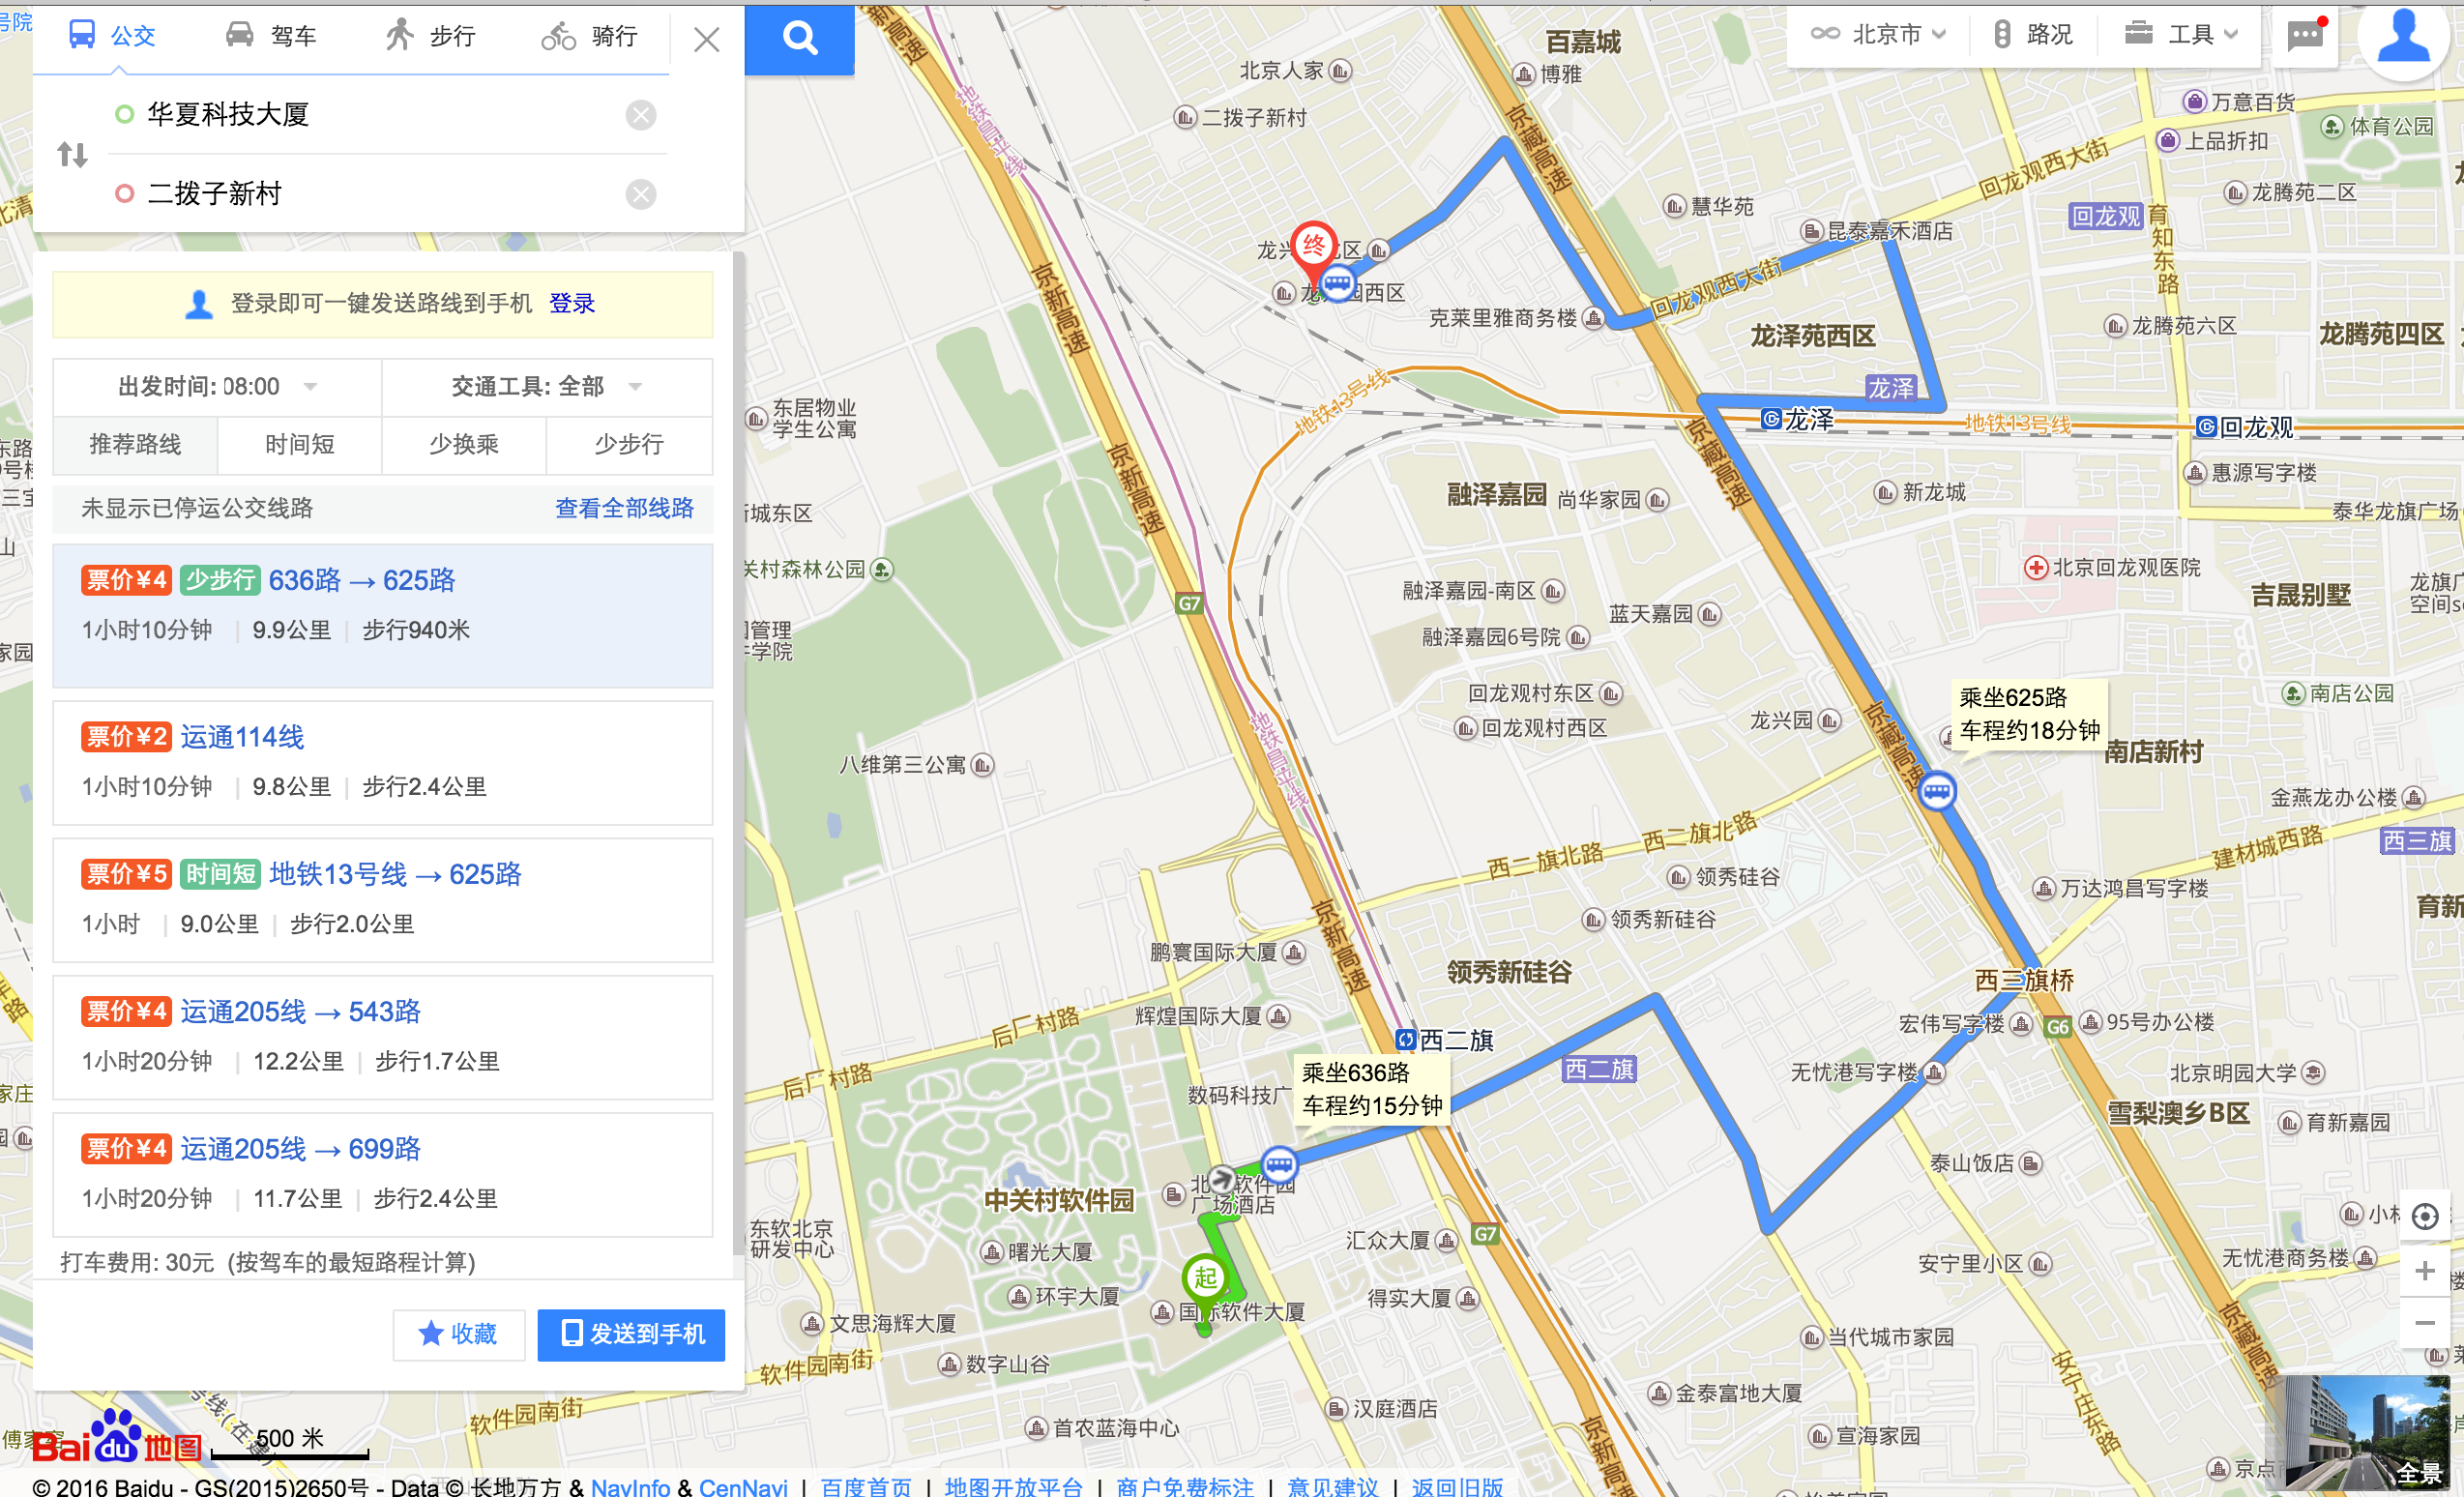 公交
驾车
步行
骑行
华夏科技大厦
二拨子新村
登录即可一键发送路线到手机 登录
出发时间: 08:00
交通工具: 全部
推荐路线
时间短
少换乘
少步行
未显示已停运公交线路
查看全部线路
票价¥4 少步行 636路 → 625路
1小时10分钟 | 9.9公里 | 步行940米
票价¥2 运通114线
1小时10分钟 | 9.8公里 | 步行2.4公里
票价¥5 时间短 地铁13号线 → 625路
1小时 | 9.0公里 | 步行2.0公里
票价¥4 运通205线 → 543路
1小时20分钟 | 12.2公里 | 步行1.7公里
票价¥4 运通205线 → 699路
1小时20分钟 | 11.7公里 | 步行2.4公里
打车费用: 30元 (按驾车的最短路程计算)
收藏
发送到手机
北京市
路况
工具
百嘉城
北京人家
博雅
二拨子新村
京藏高速
地铁昌平线
万意百货
上品折扣
体育公园
回龙观西大街
龙腾苑二区
慧华苑
回龙观
育知东路
昆泰嘉禾酒店
终
京新高速
克莱里雅商务楼
回龙观西大街
龙泽苑西区
龙腾苑六区
龙腾苑四区
龙泽
龙泽
地铁13号线
地铁13号线
回龙观
东居物业
学生公寓
京新高速
京藏高速
惠源写字楼
融泽嘉园
尚华家园
新龙城
泰华龙旗广场
北京回龙观医院
吉晟别墅
G7
融泽嘉园-南区
蓝天嘉园
融泽嘉园6号院
回龙观村东区
回龙观村西区
龙兴园
乘坐625路
车程约18分钟
南店公园
南店新村
京藏高速
地铁昌平线
八维第三公寓
金燕龙办公楼
西三旗
建材城西路
西二旗北路
西二旗北路
领秀硅谷
万达鸿昌写字楼
领秀新硅谷
京新高速
鹏寰国际大厦
领秀新硅谷
西三旗桥
辉煌国际大厦
后厂村路
后厂村路
宏伟写字楼
G6
95号办公楼
西二旗
西二旗
无忧港写字楼
北京明园大学
乘坐636路
车程约15分钟
雪梨澳乡B区
育新嘉园
泰山饭店
中关村软件园
广场酒店
东软北京
研发中心
汇众大厦
G7
曙光大厦
起
安宁里小区
无忧港商务楼
环宇大厦
得实大厦
文思海辉大厦
当代城市家园
数字山谷
软件园南街
软件园南街
金泰富地大厦
汉庭酒店
首农蓝海中心
宣海家园
安宁庄东路
京藏高速
京新高速
全景
Bai du 地图
500 米
© 2016 Baidu - GS(2015)2650号 - Data © 长地万方 & NavInfo & CenNavi | 百度首页 | 地图开放平台 | 商户免费标注 | 意见建议 | 返回旧版